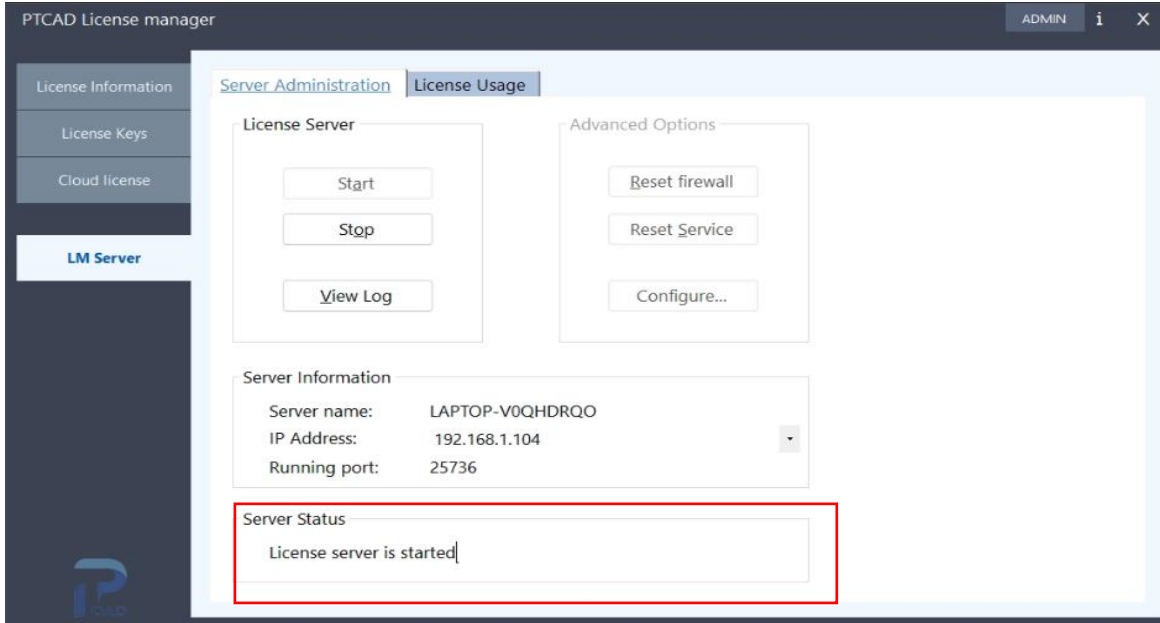 PTCAD License manager
ADMIN i X
License Information
License Keys
Cloud license
LM Server
Server Administration
License Usage
License Server
Start
Stop
View Log
Advanced Options
Reset firewall
Reset Service
Configure...
Server Information
Server name: LAPTOP-V0QHDRQO
IP Address: 192.168.1.104
Running port: 25736
Server Status
License server is started